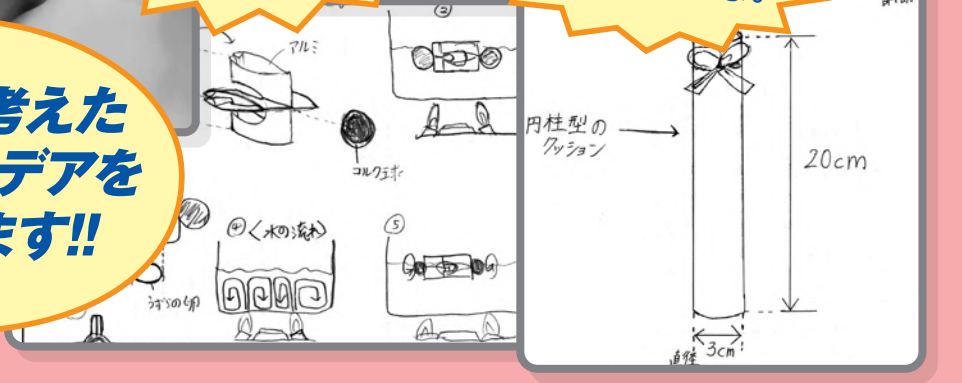 考えた
デアを
ます!!
アルミ
③
コルクエポ
④〈水の流れ〉
⑤
うずらの卵
円柱型の
クッション
20cm
3cm
直径